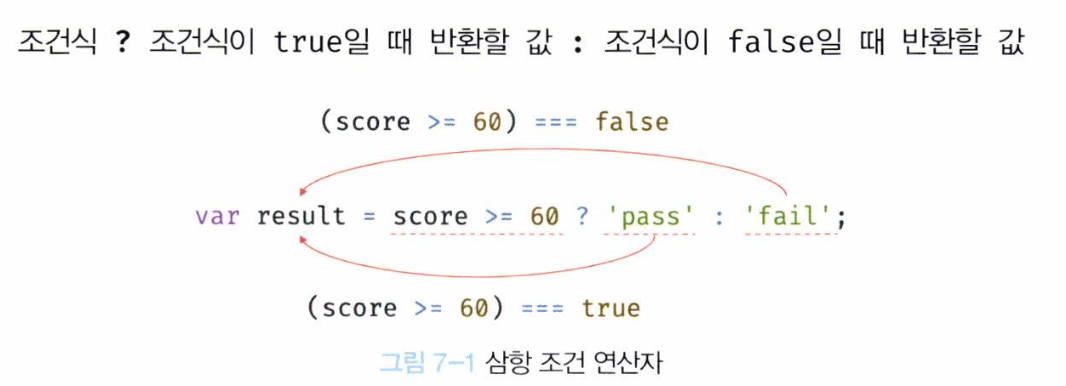 조건식 ? 조건식이 true일 때 반환할 값 : 조건식이 false일 때 반환할 값
(score >= 60) === false
var result = score >= 60 ? 'pass' : 'fail';
(score >= 60) === true
그림 7-1 삼항 조건 연산자